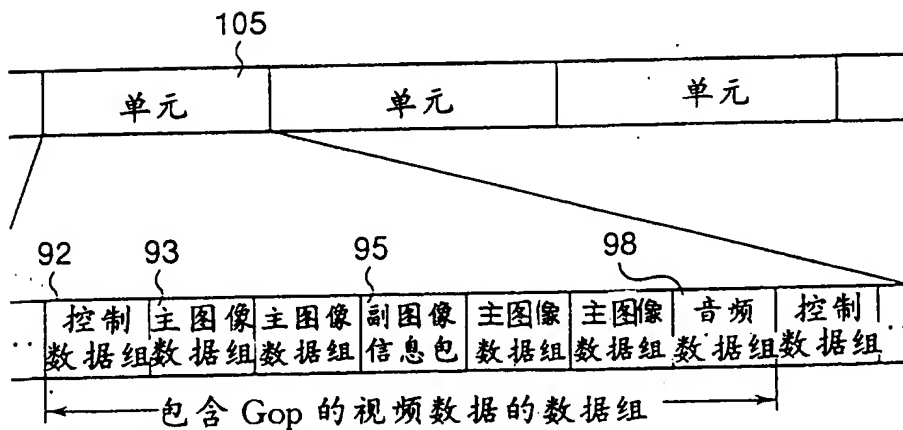 105
单元 单元 单元
92 93 95 98
控制 主图像 主图像 副图像 主图像 主图像 音频 控制
‥ 数据组 数据组 数据组 信息包 数据组 数据组 数据组 数据组 ‥
包含 Gop 的视频数据的数据组